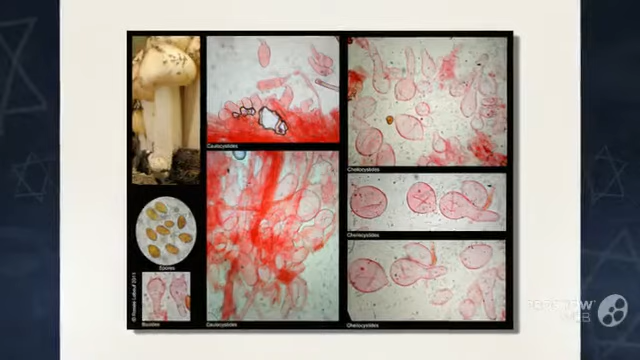 Spores
Basides
© Renée Lebeuf 2011
Caulocystides
Caulocystides
Cheilocystides
Cheilocystides
Cheilocystides